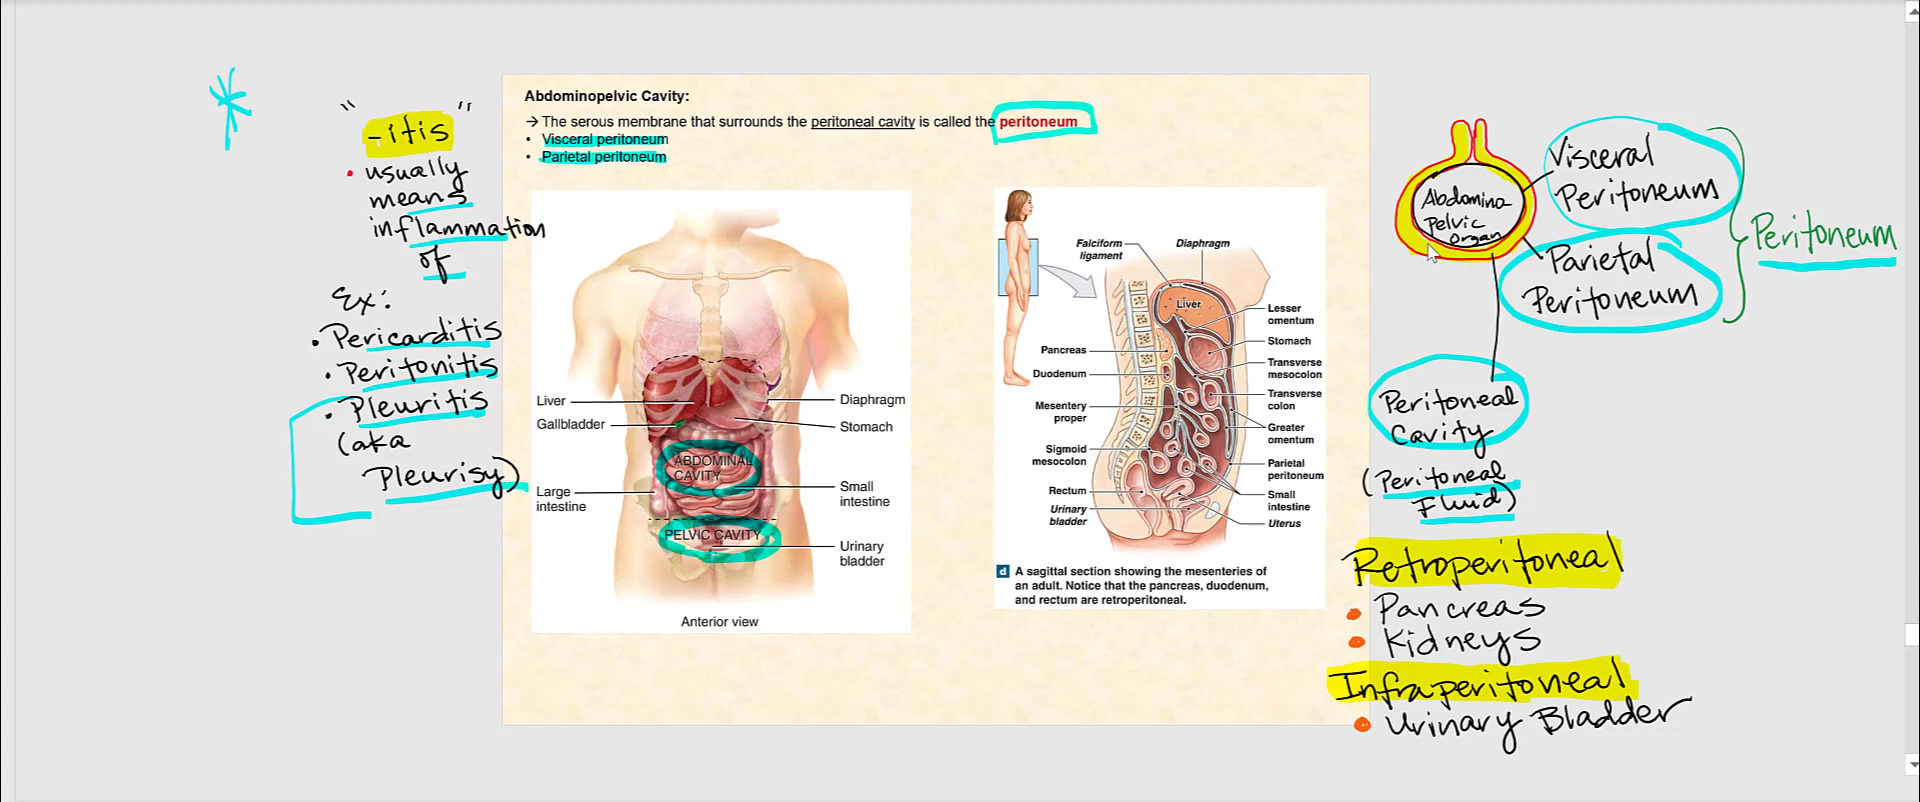 "-itis"
• usually
means
inflammation
of
Ex:
• Pericarditis
• Peritonitis
• Pleuritis
(aka
Pleurisy)
Abdominopelvic Cavity:
→ The serous membrane that surrounds the peritoneal cavity is called the peritoneum
• Visceral peritoneum
• Parietal peritoneum
Liver
Gallbladder
Large
intestine
ABDOMINAL
CAVITY
PELVIC CAVITY
Diaphragm
Stomach
Small
intestine
Urinary
bladder
Anterior view
Falciform
ligament
Diaphragm
Liver
Pancreas
Duodenum
Mesentery
proper
Sigmoid
mesocolon
Rectum
Urinary
bladder
Lesser
omentum
Stomach
Transverse
mesocolon
Transverse
colon
Greater
omentum
Parietal
peritoneum
Small
intestine
Uterus
d A sagittal section showing the mesenteries of
an adult. Notice that the pancreas, duodenum,
and rectum are retroperitoneal.
Abdomino
Pelvic
organ
Visceral
Peritoneum
Parietal
Peritoneum
Peritoneum
Peritoneal
Cavity
(Peritoneal
Fluid)
Retroperitoneal
• Pancreas
• Kidneys
Infraperitoneal
• Urinary Bladder